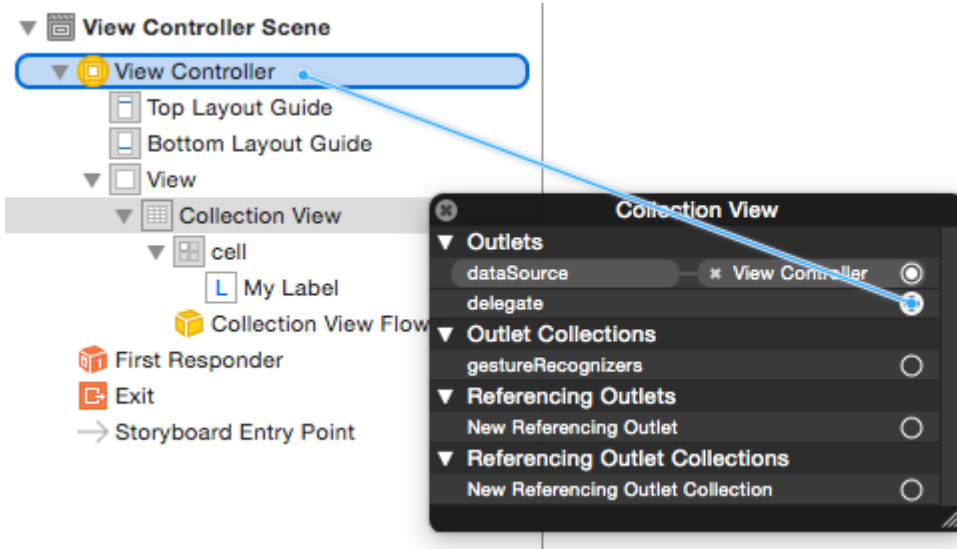 View Controller Scene
View Controller
Top Layout Guide
Bottom Layout Guide
View
Collection View
cell
L My Label
Collection View Flow
First Responder
Exit
Storyboard Entry Point
Collection View
Outlets
dataSource View Controller
delegate
Outlet Collections
gestureRecognizers
Referencing Outlets
New Referencing Outlet
Referencing Outlet Collections
New Referencing Outlet Collection